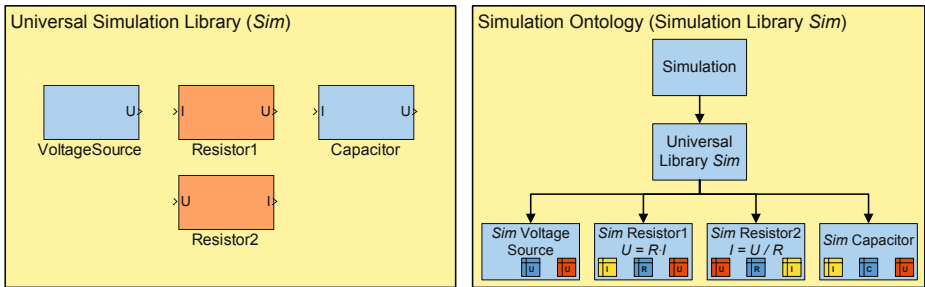 Universal Simulation Library (Sim)
U
VoltageSource
I U
Resistor1
I U
Capacitor
U I
Resistor2
Simulation Ontology (Simulation Library Sim)
Simulation
Universal
Library Sim
Sim Voltage
Source
U U
Sim Resistor1
U = R·I
I R U
Sim Resistor2
I = U / R
U R I
Sim Capacitor
I C U